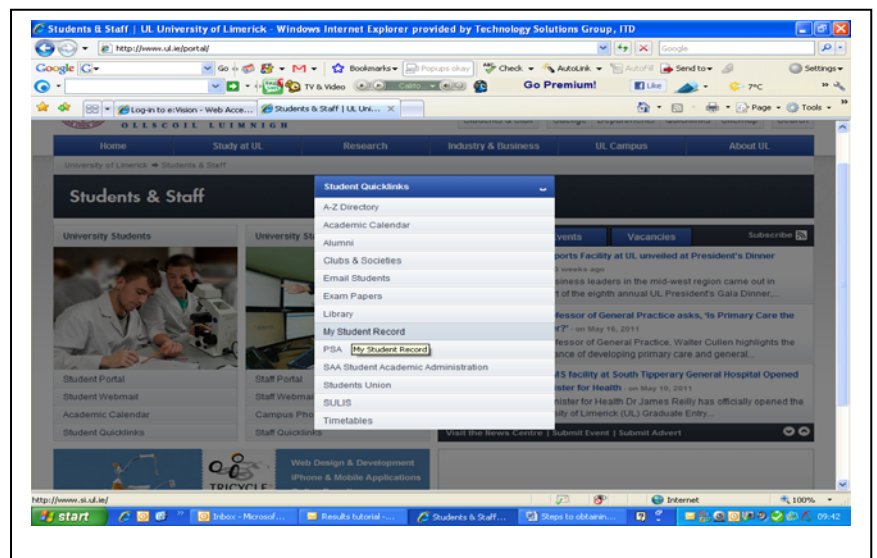 Students & Staff | UL University of Limerick - Windows Internet Explorer provided by Technology Solutions Group, ITD
http://www.ul.ie/portal/
Google
Google
Go
Bookmarks
Popups okay
Check
AutoLink
AutoFill
Send to
Settings
TV & Video
Go Premium!
Like
7°C
Log-in to e:Vision - Web Acce...
Students & Staff | UL Uni...
Page
Tools
OLLSCOIL LUIMNIGH
Home
Study at UL
Research
Industry & Business
UL Campus
About UL
University of Limerick
Students & Staff
Students & Staff
Student Quicklinks
A-Z Directory
Academic Calendar
Alumni
Clubs & Societies
Email Students
Exam Papers
Library
My Student Record
PSA
My Student Record
SAA Student Academic Administration
Students Union
SULIS
Timetables
University Students
Student Portal
Student Webmail
Academic Calendar
Student Quicklinks
University
Staff Portal
Staff Webmail
Campus
Staff Quicklinks
Vacancies
Subscribe
Facility at UL unveiled at President's Dinner
weeks ago
leaders in the mid-west region came out in
of the eighth annual UL President's Gala Dinner,...
of General Practice asks, 'Is Primary Care the
- on May 16, 2011
of General Practice, Walter Cullen highlights the
of developing primary care and general...
facility at South Tipperary General Hospital Opened
for Health - on May 16, 2011
for Health Dr James Reilly has officially opened the
of Limerick (UL) Graduate Entry...
Visit the News Centre | Submit Event | Submit Advert
TRICYCLE
Web Design & Development
iPhone & Mobile Applications
http://www.si.ul.ie/
Internet
100%
start
Inbox - Microsof...
Results tutorial -...
Students & Staff...
Steps to obtainin...
09:42